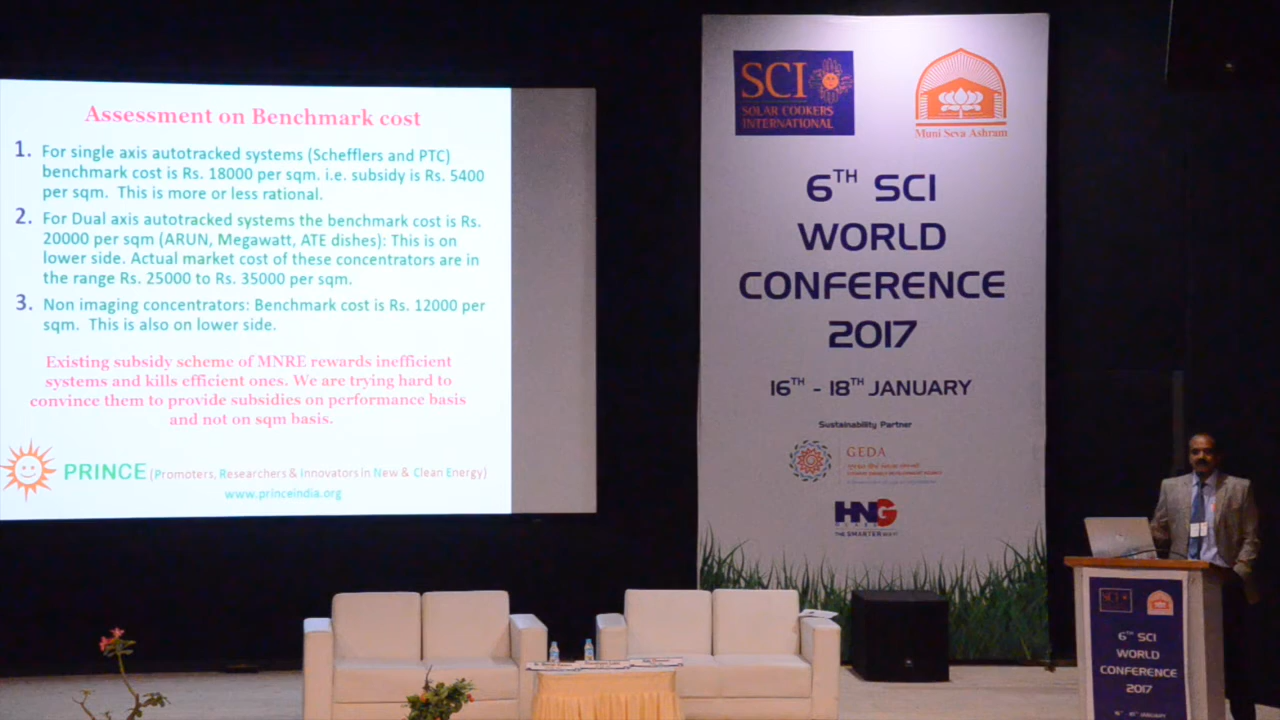 Assessment on Benchmark cost
1. For single axis autotracked systems (Schefflers and PTC)
benchmark cost is Rs. 18000 per sqm. i.e. subsidy is Rs. 5400
per sqm. This is more or less rational.
2. For Dual axis autotracked systems the benchmark cost is Rs.
20000 per sqm (ARUN, Megawatt, ATE dishes): This is on
lower side. Actual market cost of these concentrators are in
the range Rs. 25000 to Rs. 35000 per sqm.
3. Non imaging concentrators: Benchmark cost is Rs. 12000 per
sqm. This is also on lower side.
Existing subsidy scheme of MNRE rewards inefficient
systems and kills efficient ones. We are trying hard to
convince them to provide subsidies on performance basis
and not on sqm basis.
PRINCE (Promoters, Researchers & Innovators in New & Clean Energy)
www.princeindia.org
SCI
SOLAR COOKERS
INTERNATIONAL
Muni Seva Ashram
6TH SCI
WORLD
CONFERENCE
2017
16TH - 18TH JANUARY
Sustainability Partner
GEDA
HNG
THE SMARTER
SCI
6TH SCI
WORLD
CONFERENCE
2017